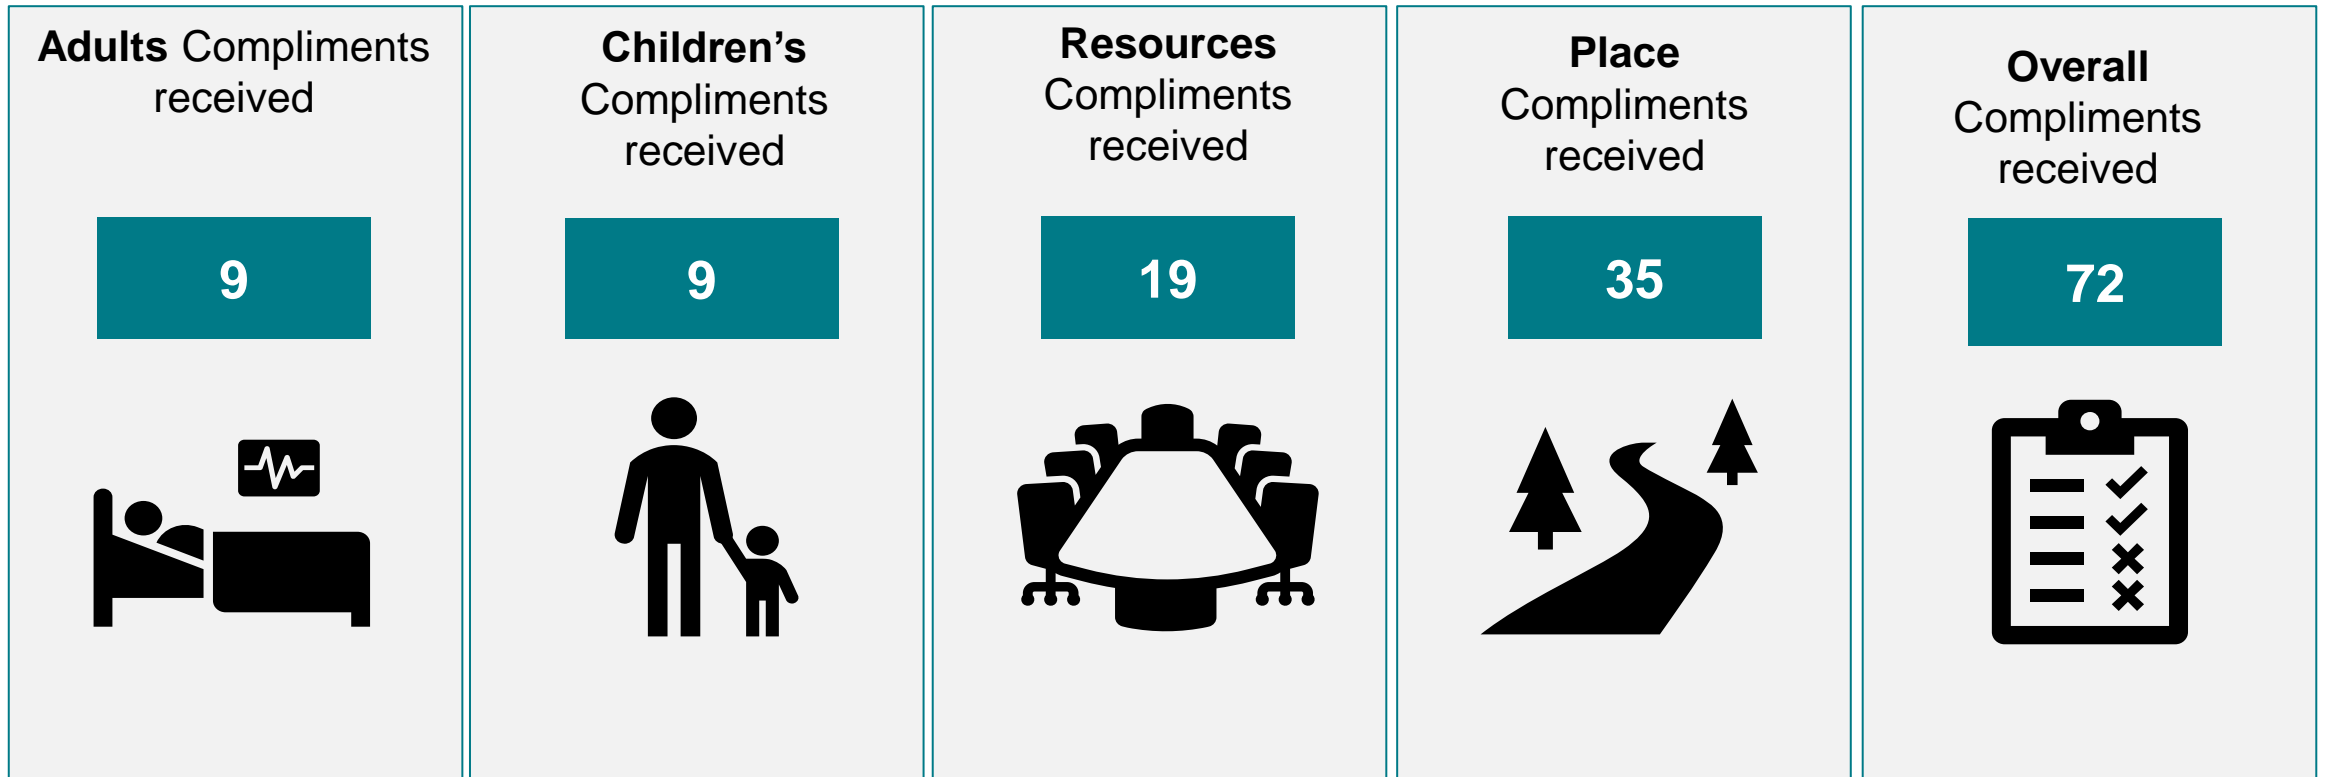 Adults Compliments
received
9
Children’s
Compliments
received
9
Resources
Compliments
received
19
Place
Compliments
received
35
Overall
Compliments
received
72